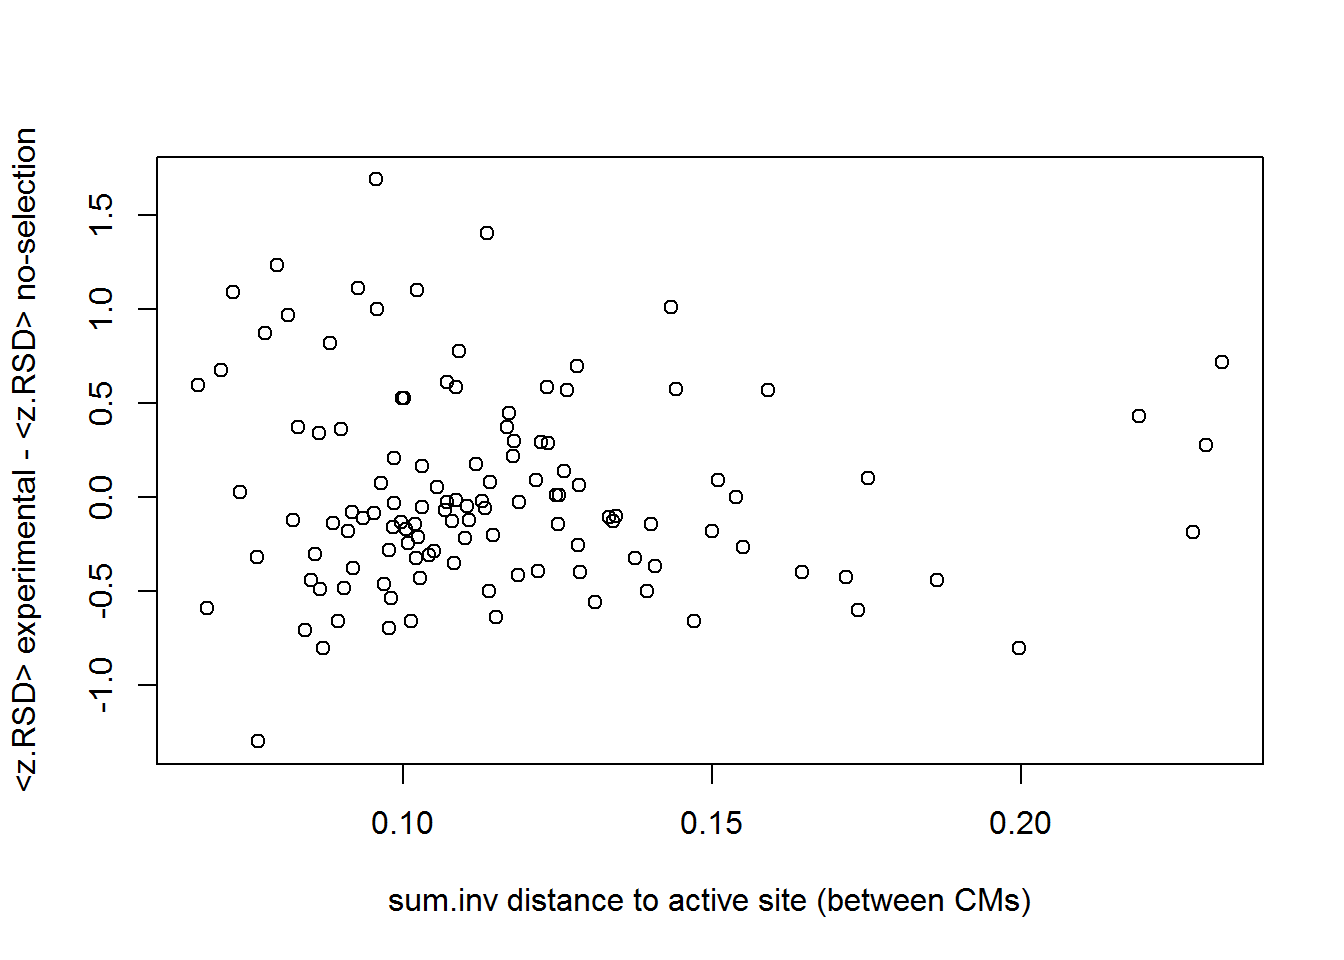 <z.RSD> experimental - <z.RSD> no-selection
1.5
1.0
0.5
0.0
-0.5
-1.0
0.10 0.15 0.20
sum.inv distance to active site (between CMs)